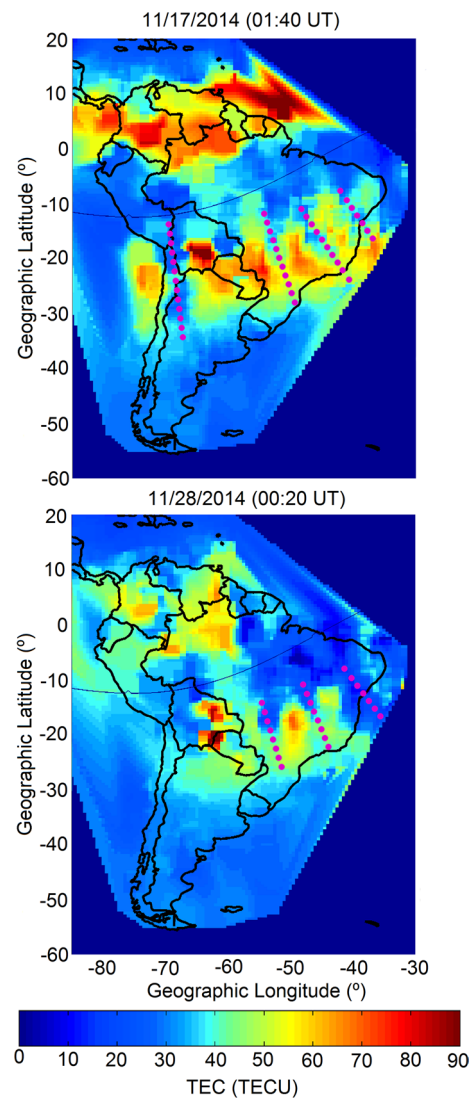 11/17/2014 (01:40 UT)
20
10
0
-10
-20
-30
-40
-50
-60
Geographic Latitude (º)
11/28/2014 (00:20 UT)
20
10
0
-10
-20
-30
-40
-50
-60
Geographic Latitude (º)
-80 -70 -60 -50 -40 -30
Geographic Longitude (º)
0 10 20 30 40 50 60 70 80 90
TEC (TECU)